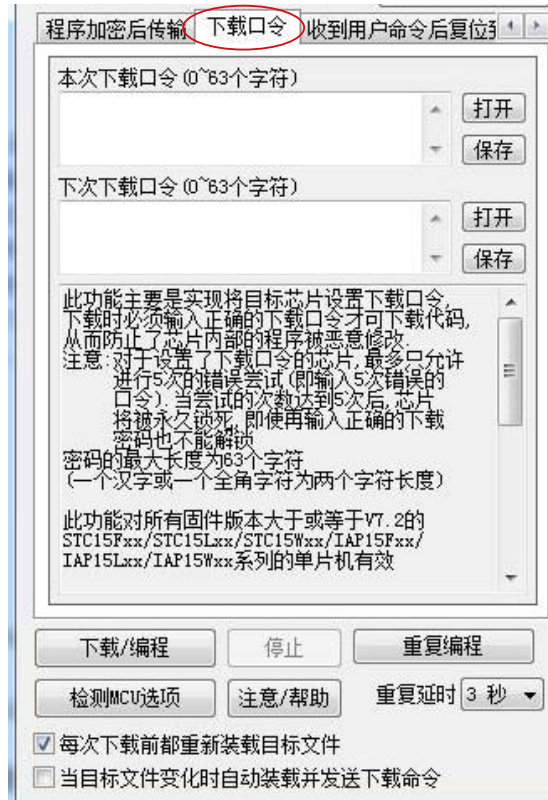 程序加密后传输 下载口令 收到用户命令后复位到
本次下载口令(0~63个字符)
打开
保存
下次下载口令(0~63个字符)
打开
保存
此功能主要是实现将目标芯片设置下载口令,
下载时必须输入正确的下载口令才可下载代码,
从而防止了芯片内部的程序被恶意修改.
注意:对于设置了下载口令的芯片,最多只允许
进行5次的错误尝试(即输入5次错误的
口令).当尝试的次数达到5次后,芯片
将被永久锁死,即使再输入正确的下载
密码也不能解锁
密码的最大长度为63个字符
(一个汉字或一个全角字符为两个字符长度)
此功能对所有固件版本大于或等于V7.2的
STC15Fxx/STC15Lxx/STC15Wxx/IAP15Fxx/
IAP15Lxx/IAP15Wxx系列的单片机有效
下载/编程 停止 重复编程
检测MCU选项 注意/帮助 重复延时 3 秒
每次下载前都重新装载目标文件
当目标文件变化时自动装载并发送下载命令